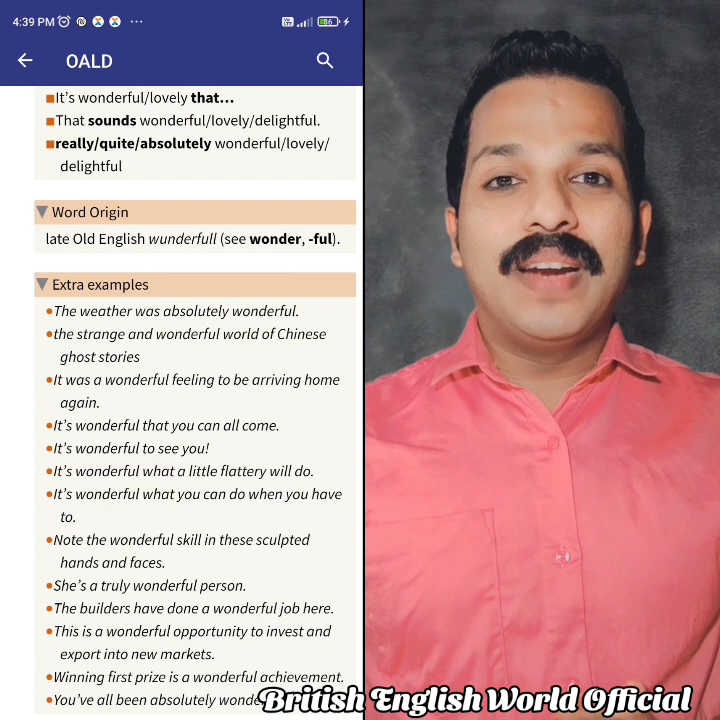 4:39 PM
36
OALD
It's wonderful/lovely that...
That sounds wonderful/lovely/delightful.
really/quite/absolutely wonderful/lovely/
delightful
Word Origin
late Old English wunderfull (see wonder, -ful).
Extra examples
The weather was absolutely wonderful.
the strange and wonderful world of Chinese
ghost stories
It was a wonderful feeling to be arriving home
again.
It's wonderful that you can all come.
It's wonderful to see you!
It's wonderful what a little flattery will do.
It's wonderful what you can do when you have
to.
Note the wonderful skill in these sculpted
hands and faces.
She's a truly wonderful person.
The builders have done a wonderful job here.
This is a wonderful opportunity to invest and
export into new markets.
Winning first prize is a wonderful achievement.
You've all been absolutely
British English World Official